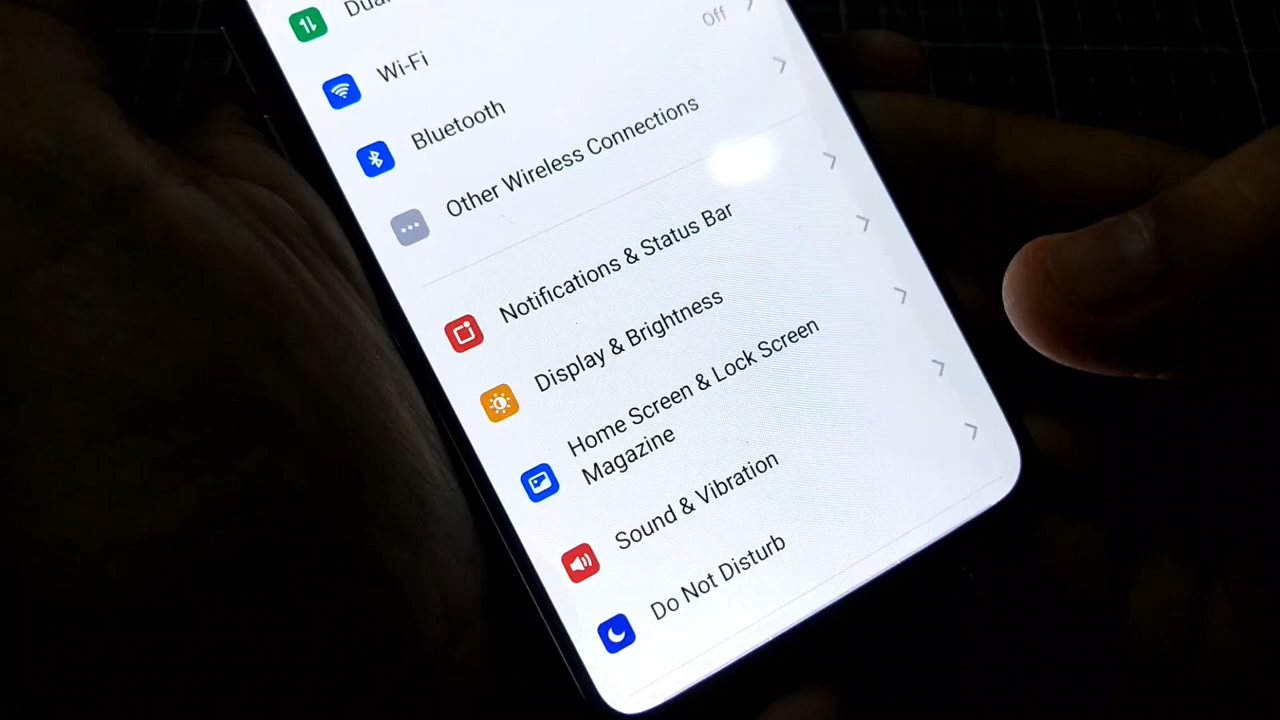 Wi-Fi
Off
Bluetooth
Other Wireless Connections
Notifications & Status Bar
Display & Brightness
Home Screen & Lock Screen
Magazine
Sound & Vibration
Do Not Disturb